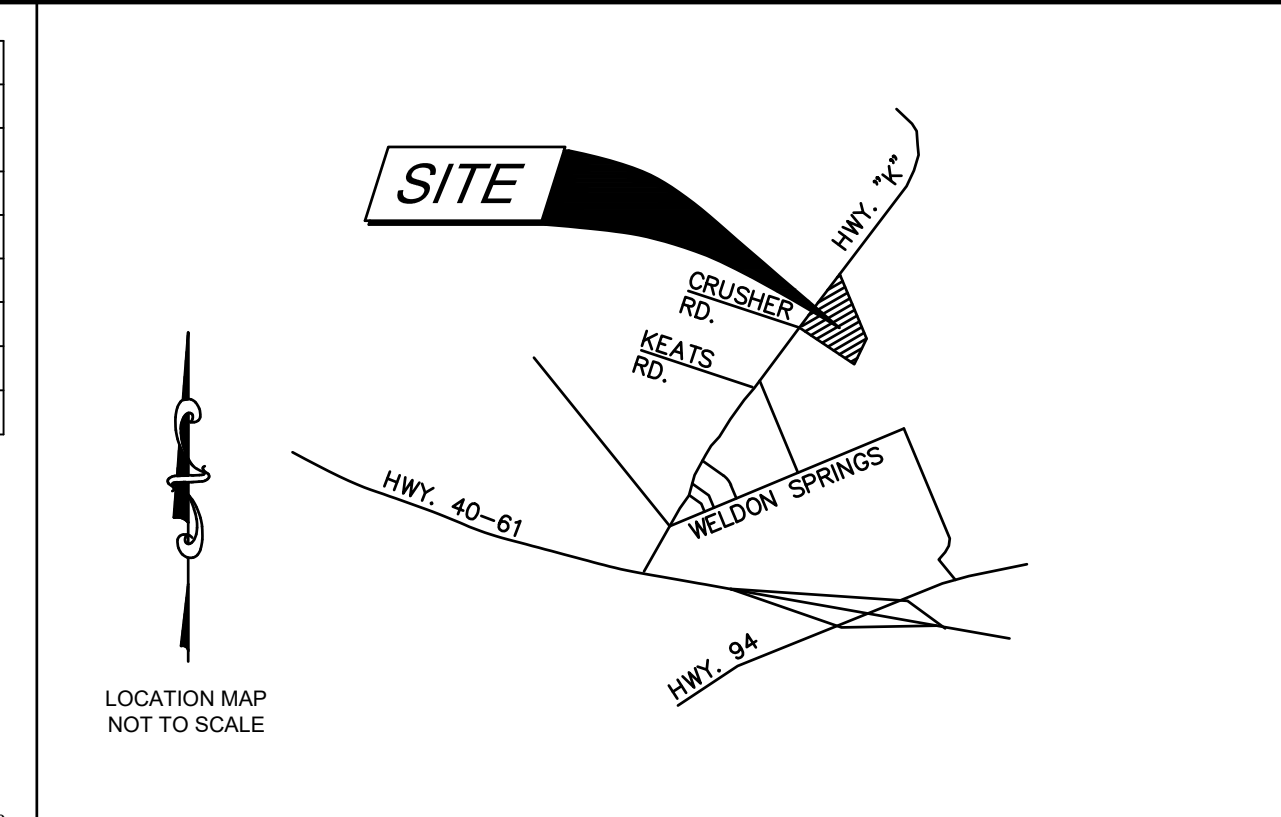 SITE
HWY. "K"
CRUSHER
RD.
KEATS
RD.
WELDON SPRINGS
HWY. 40-61
HWY. 94
LOCATION MAP
NOT TO SCALE